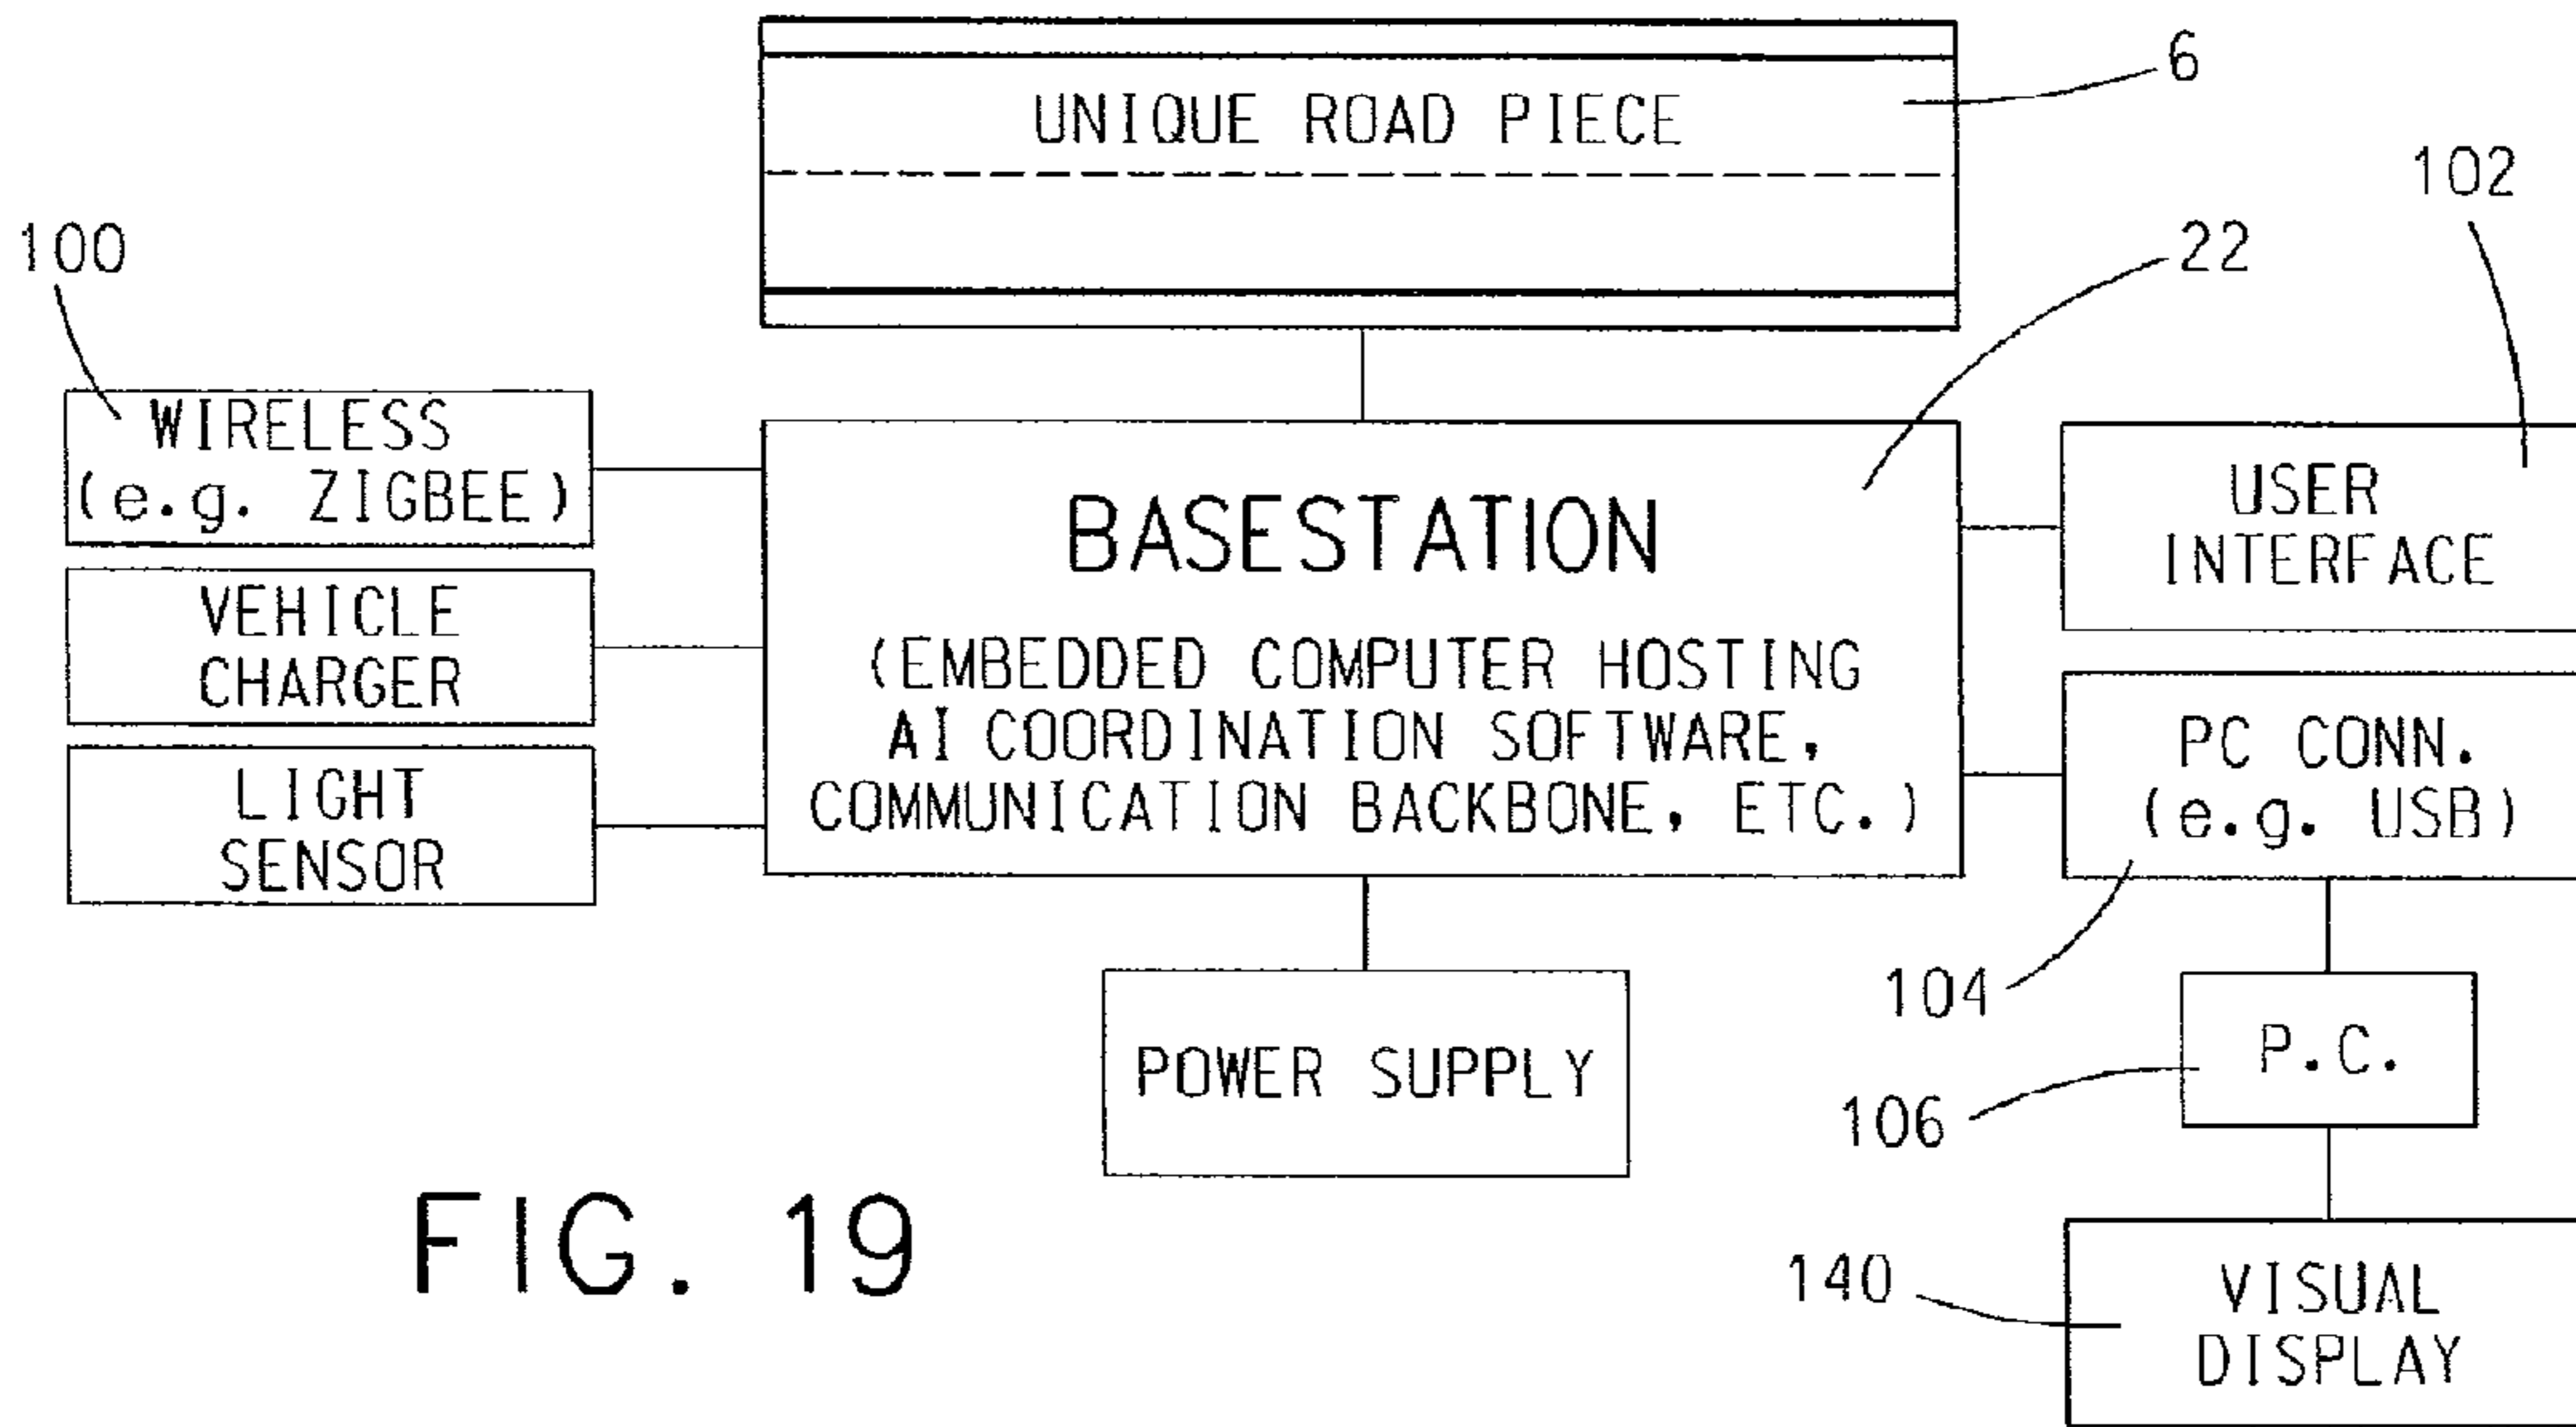 6
UNIQUE ROAD PIECE
102
22
100
WIRELESS
(e.g. ZIGBEE)
VEHICLE
CHARGER
LIGHT
SENSOR
BASESTATION
(EMBEDDED COMPUTER HOSTING
AI COORDINATION SOFTWARE,
COMMUNICATION BACKBONE, ETC.)
USER
INTERFACE
PC CONN.
(e.g. USB)
104
POWER SUPPLY
P.C.
106
140
VISUAL
DISPLAY
FIG. 19